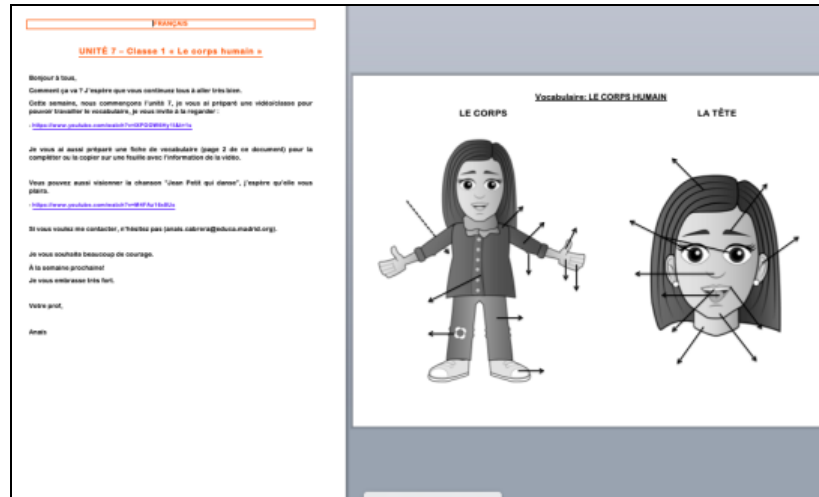 FRANÇAIS
UNITÉ 7 – Classe 1 « Le corps humain »
Bonjour à tous,
Comment ça va ? J'espère que vous continuez tous à aller très bien.
Cette semaine, nous commençons l'unité 7, je vous ai préparé une vidéo/classe pour
pouvoir travailler le vocabulaire, je vous invite à la regarder :
Je vous ai aussi préparé une fiche de vocabulaire (page 2 de ce document) pour la
compléter ou la copier sur une feuille avec l'information de la vidéo.
Vous pouvez aussi visionner la chanson "Jean Petit qui danse", j'espère qu'elle vous
plaira.
Si vous voulez me contacter, n'hésitez pas (anais.cabrera@educa.madrid.org).
Je vous souhaite beaucoup de courage.
À la semaine prochaine!
Je vous embrasse très fort.
Votre prof,
Anais
Vocabulaire: LE CORPS HUMAIN
LE CORPS
LA TÊTE